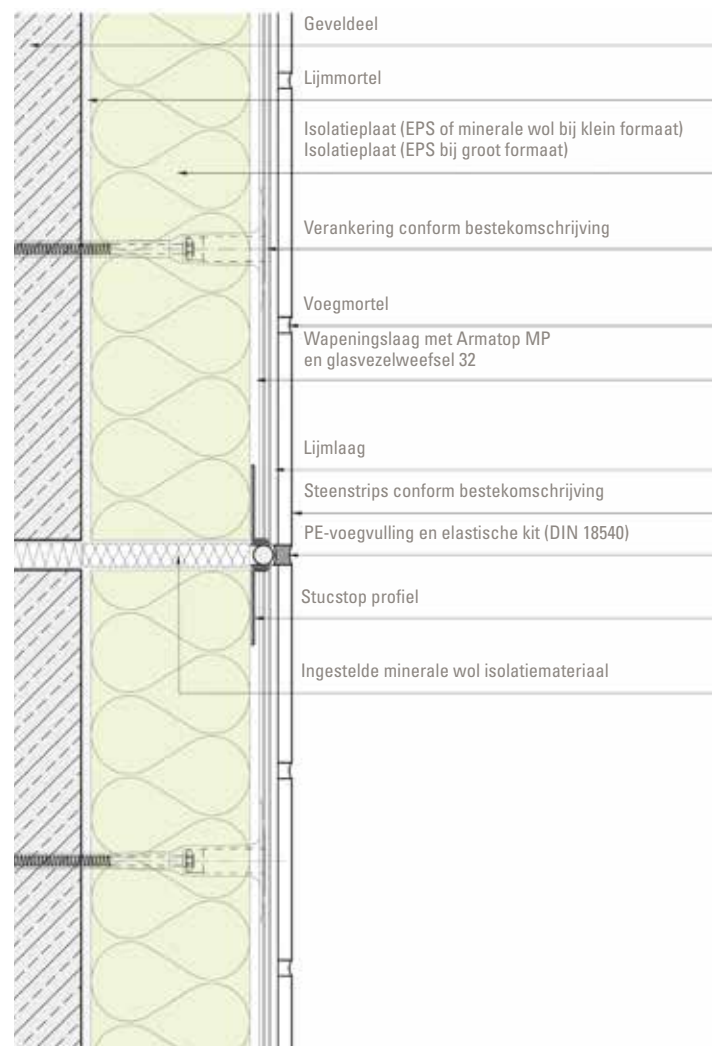 Geveldeel
Lijmmortel
Isolatieplaat (EPS of minerale wol bij klein formaat)
Isolatieplaat (EPS bij groot formaat)
Verankering conform bestekomschrijving
Voegmortel
Wapeningslaag met Armatop MP
en glasvezelweefsel 32
Lijmlaag
Steenstrips conform bestekomschrijving
PE-voegvulling en elastische kit (DIN 18540)
Stucstop profiel
Ingestelde minerale wol isolatiemateriaal